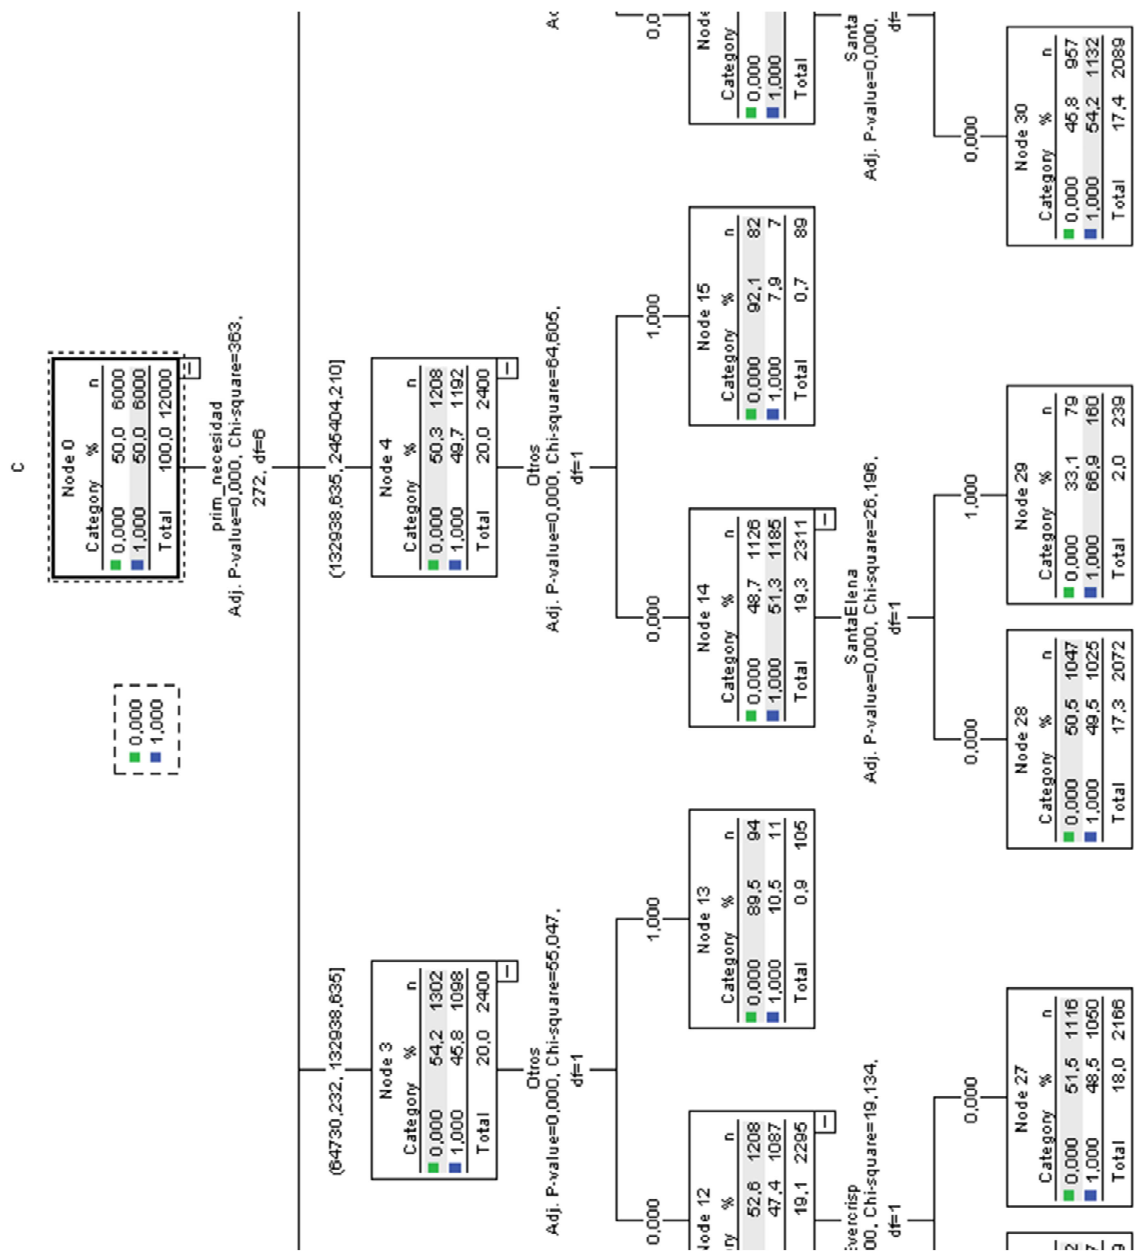 C
0,000
1,000
Node 0
Category % n
0,000 50,0 6000
1,000 50,0 6000
Total 100,0 12000
prim_necesidad
Adj. P-value=0,000, Chi-square=363,
272, df=6
(64730,232, 132938,635]
Node 3
Category % n
0,000 54,2 1302
1,000 45,8 1098
Total 20,0 2400
Otros
Adj. P-value=0,000, Chi-square=55,047,
df=1
(132938,635, 245404,210]
Node 4
Category % n
0,000 50,3 1208
1,000 49,7 1192
Total 20,0 2400
Otros
Adj. P-value=0,000, Chi-square=64,605,
df=1
Ac
0,000
Node 12
ry % n
52,6 1208
47,4 1087
19,1 2295
Evercrisp
00, Chi-square=19,134,
df=1
1,000
Node 13
Category % n
0,000 89,5 94
1,000 10,5 11
Total 0,9 105
0,000
Node 14
Category % n
0,000 48,7 1126
1,000 51,3 1185
Total 19,3 2311
SantaElena
Adj. P-value=0,000, Chi-square=26,196,
df=1
1,000
Node 15
Category % n
0,000 92,1 82
1,000 7,9 7
Total 0,7 89
0,0
Node
Category
0,000
1,000
Total
Santa
Adj. P-value=0,000,
df=
2
7
9
0,000
Node 27
Category % n
0,000 51,5 1116
1,000 48,5 1050
Total 18,0 2166
0,000
Node 28
Category % n
0,000 50,5 1047
1,000 49,5 1025
Total 17,3 2072
1,000
Node 29
Category % n
0,000 33,1 79
1,000 66,9 160
Total 2,0 239
0,000
Node 30
Category % n
0,000 45,8 957
1,000 54,2 1132
Total 17,4 2089